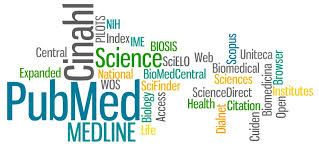 NIH
PILOTS
Index
IME
Central
Cinahl
BIOSIS
Science
SciELO
Web
Scopus
Uniteca
Expanded
National
BioMedCentral
Biomedical
Sciences
Browser
WOS
SciFinder
ScienceDirect
Biomedicina
Institutes
PubMed
Biology
Access
Health
Citation.
Open
MEDLINE
Life
Dialnet
Cuiden